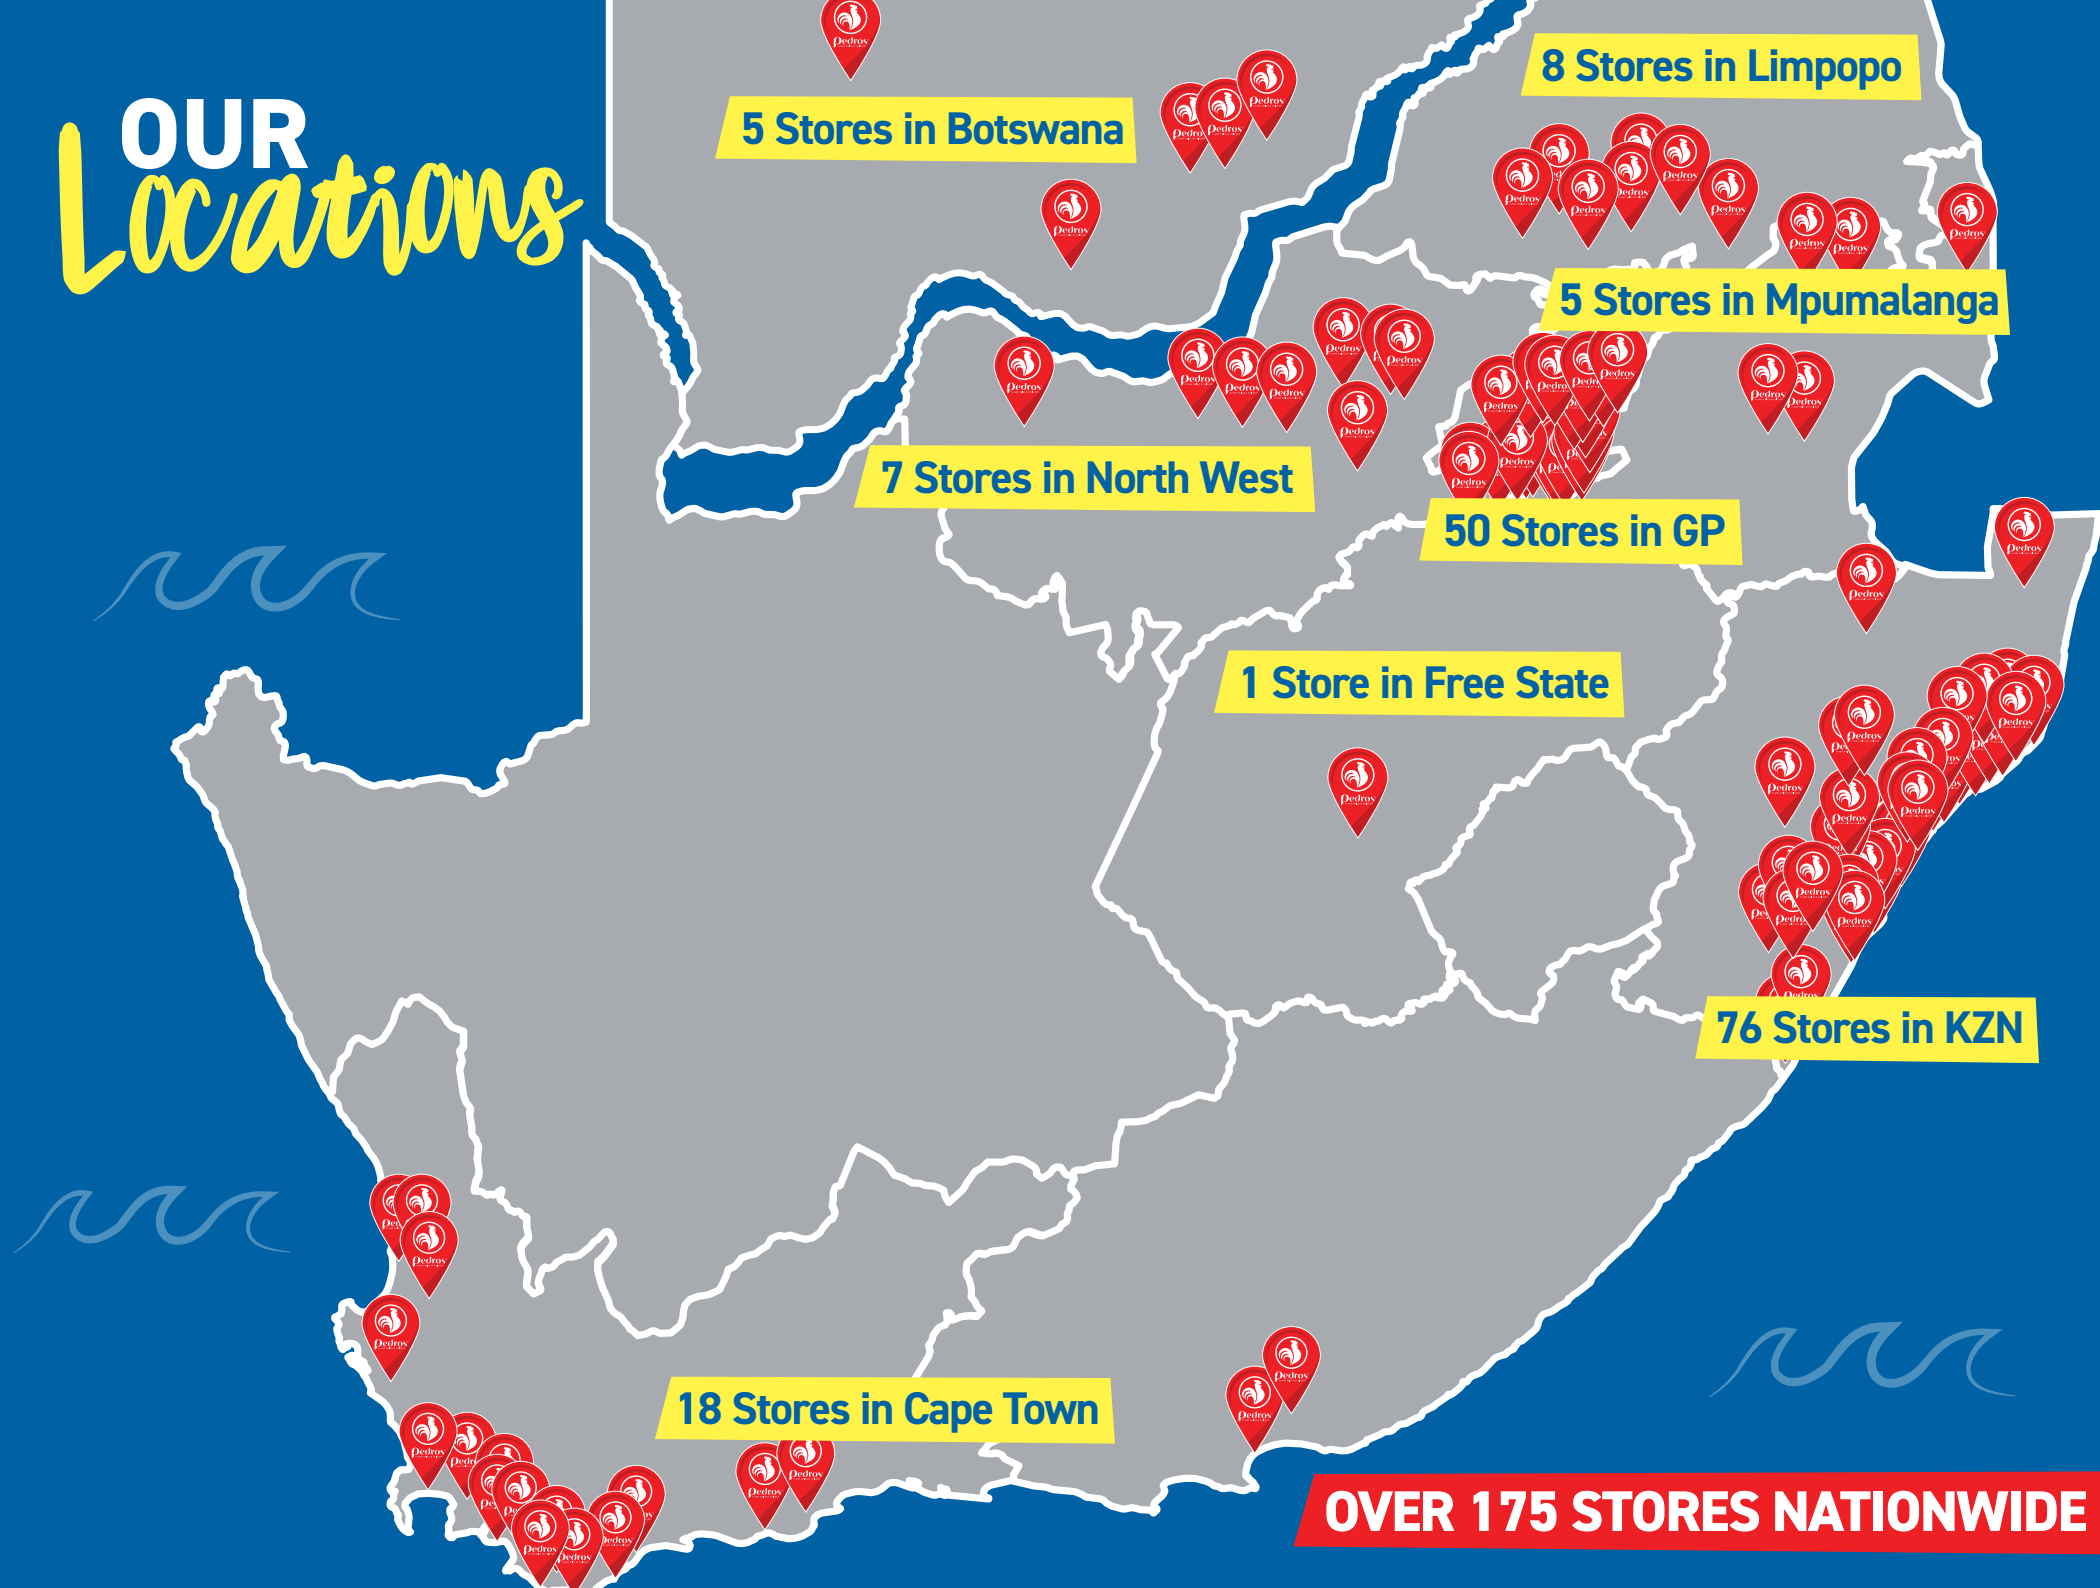 OUR
Locations
5 Stores in Botswana
8 Stores in Limpopo
5 Stores in Mpumalanga
7 Stores in North West
50 Stores in GP
1 Store in Free State
76 Stores in KZN
18 Stores in Cape Town
OVER 175 STORES NATIONWIDE
Pedros